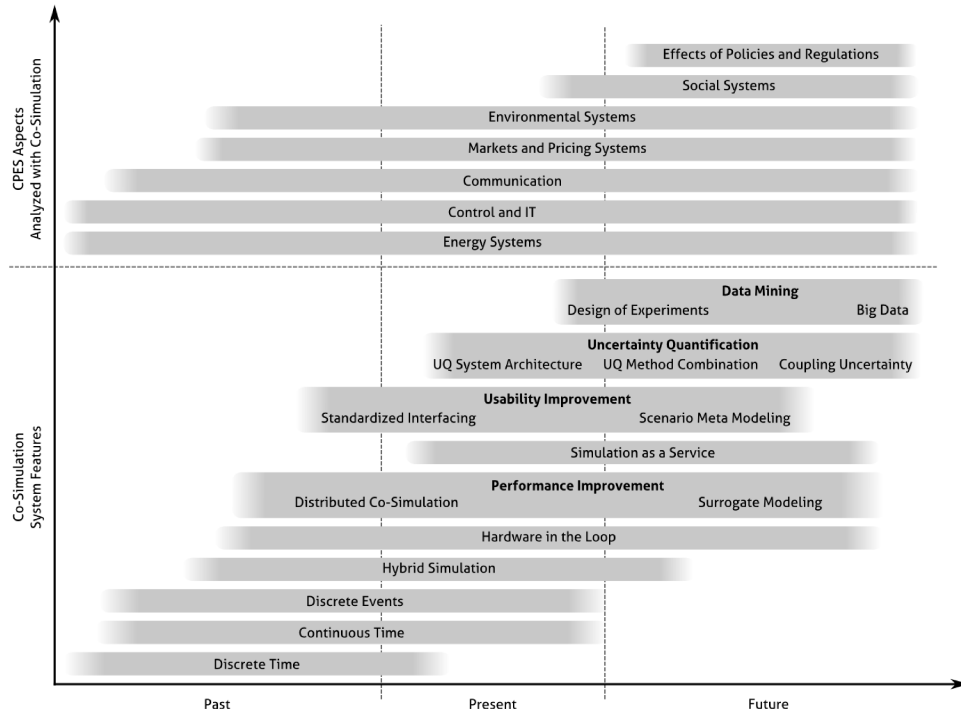 CPES Aspects
Analyzed with Co-Simulation
Effects of Policies and Regulations
Social Systems
Environmental Systems
Markets and Pricing Systems
Communication
Control and IT
Energy Systems
Co-Simulation
System Features
Data Mining
Design of Experiments Big Data
Uncertainty Quantification
UQ System Architecture UQ Method Combination Coupling Uncertainty
Usability Improvement
Standardized Interfacing Scenario Meta Modeling
Simulation as a Service
Performance Improvement
Distributed Co-Simulation Surrogate Modeling
Hardware in the Loop
Hybrid Simulation
Discrete Events
Continuous Time
Discrete Time
Past Present Future